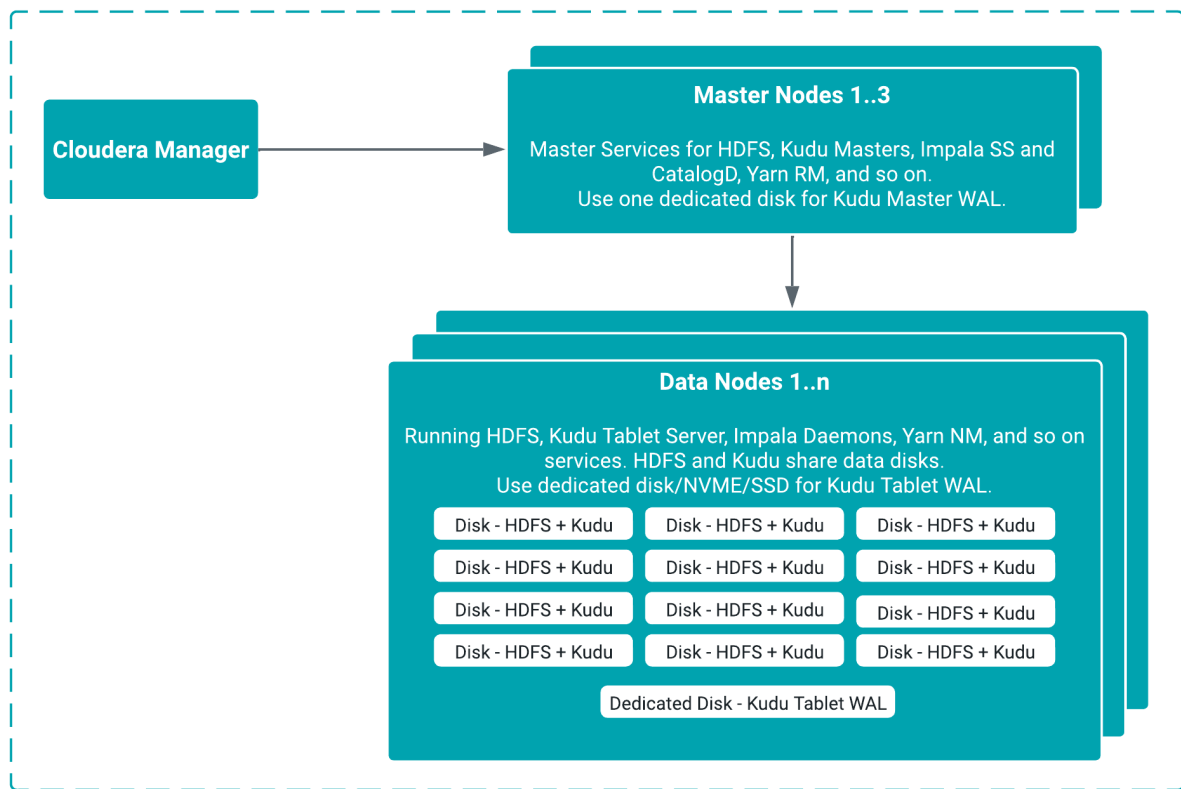 Cloudera Manager
Master Nodes 1..3
Master Services for HDFS, Kudu Masters, Impala SS and
CatalogD, Yarn RM, and so on.
Use one dedicated disk for Kudu Master WAL.
Data Nodes 1..n
Running HDFS, Kudu Tablet Server, Impala Daemons, Yarn NM, and so on
services. HDFS and Kudu share data disks.
Use dedicated disk/NVME/SSD for Kudu Tablet WAL.
Disk - HDFS + Kudu
Disk - HDFS + Kudu
Disk - HDFS + Kudu
Disk - HDFS + Kudu
Disk - HDFS + Kudu
Disk - HDFS + Kudu
Disk - HDFS + Kudu
Disk - HDFS + Kudu
Disk - HDFS + Kudu
Disk - HDFS + Kudu
Disk - HDFS + Kudu
Disk - HDFS + Kudu
Dedicated Disk - Kudu Tablet WAL